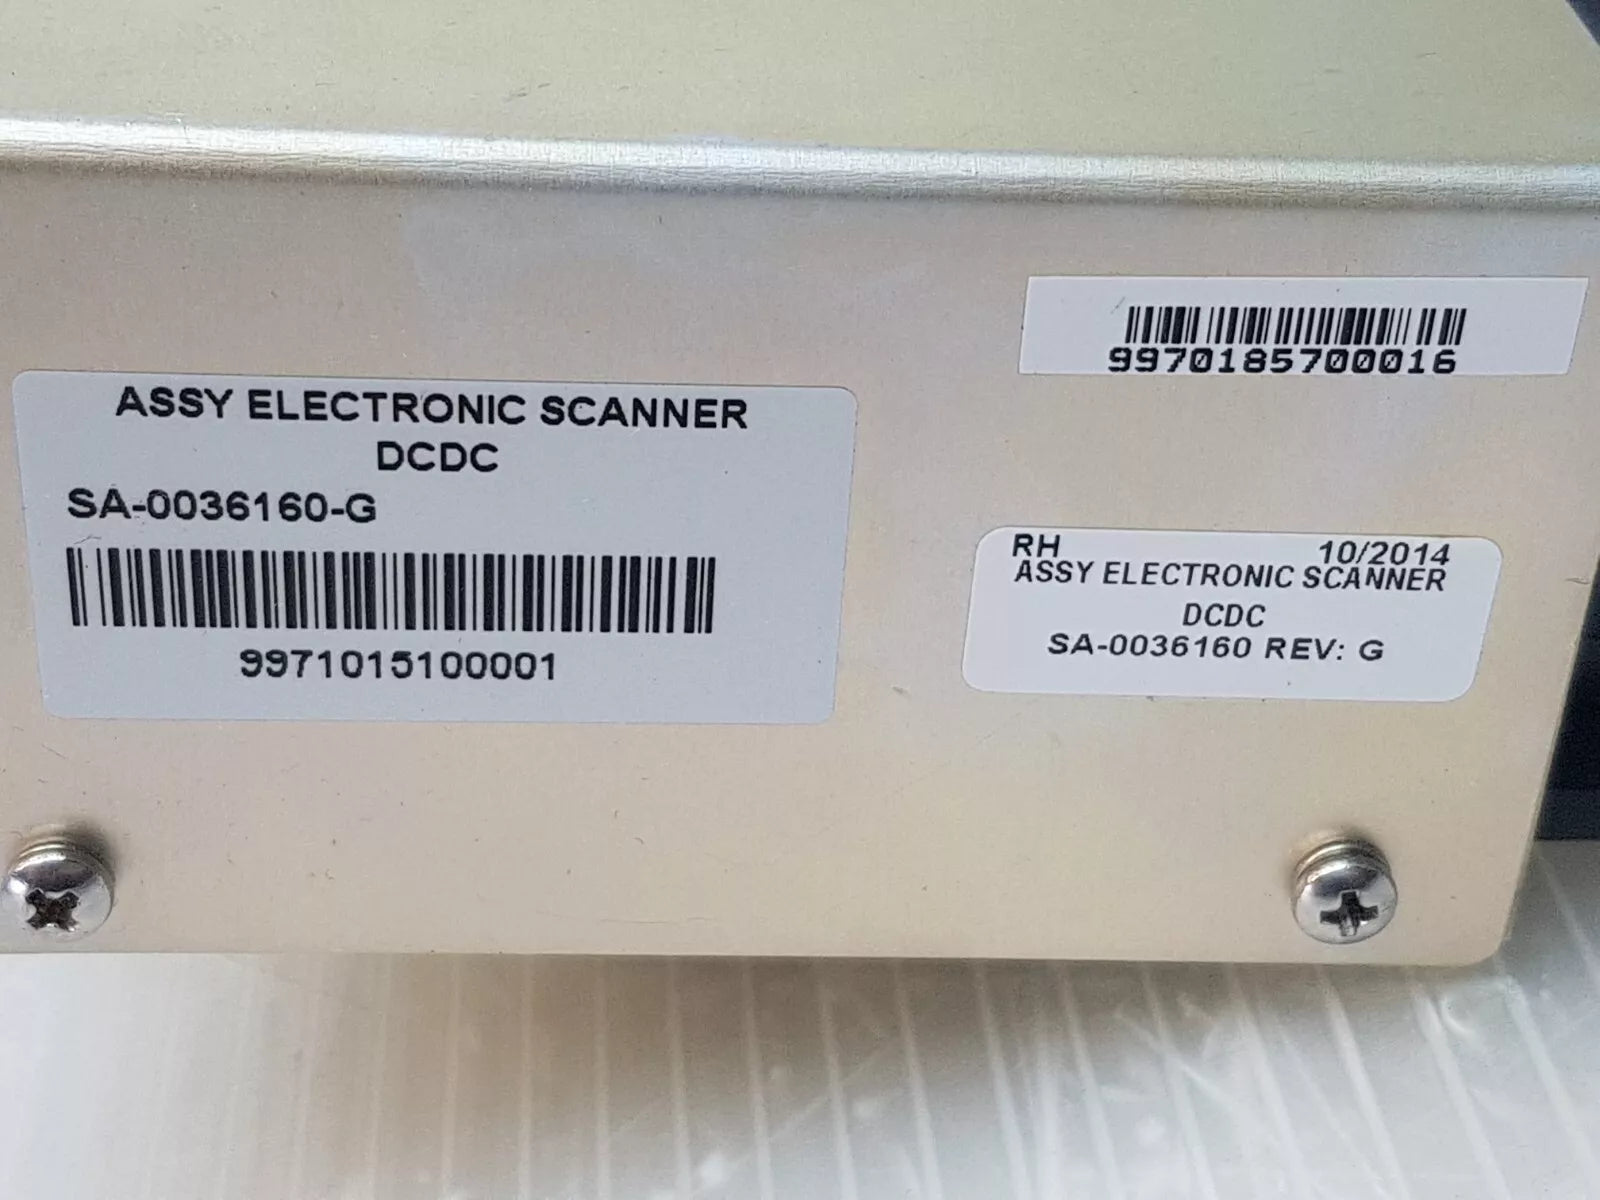 ASSY ELECTRONIC SCANNER
DCDC
SA-0036160-G
9971015100001
9970185700016
RH 10/2014
ASSY ELECTRONIC SCANNER
DCDC
SA-0036160 REV: G